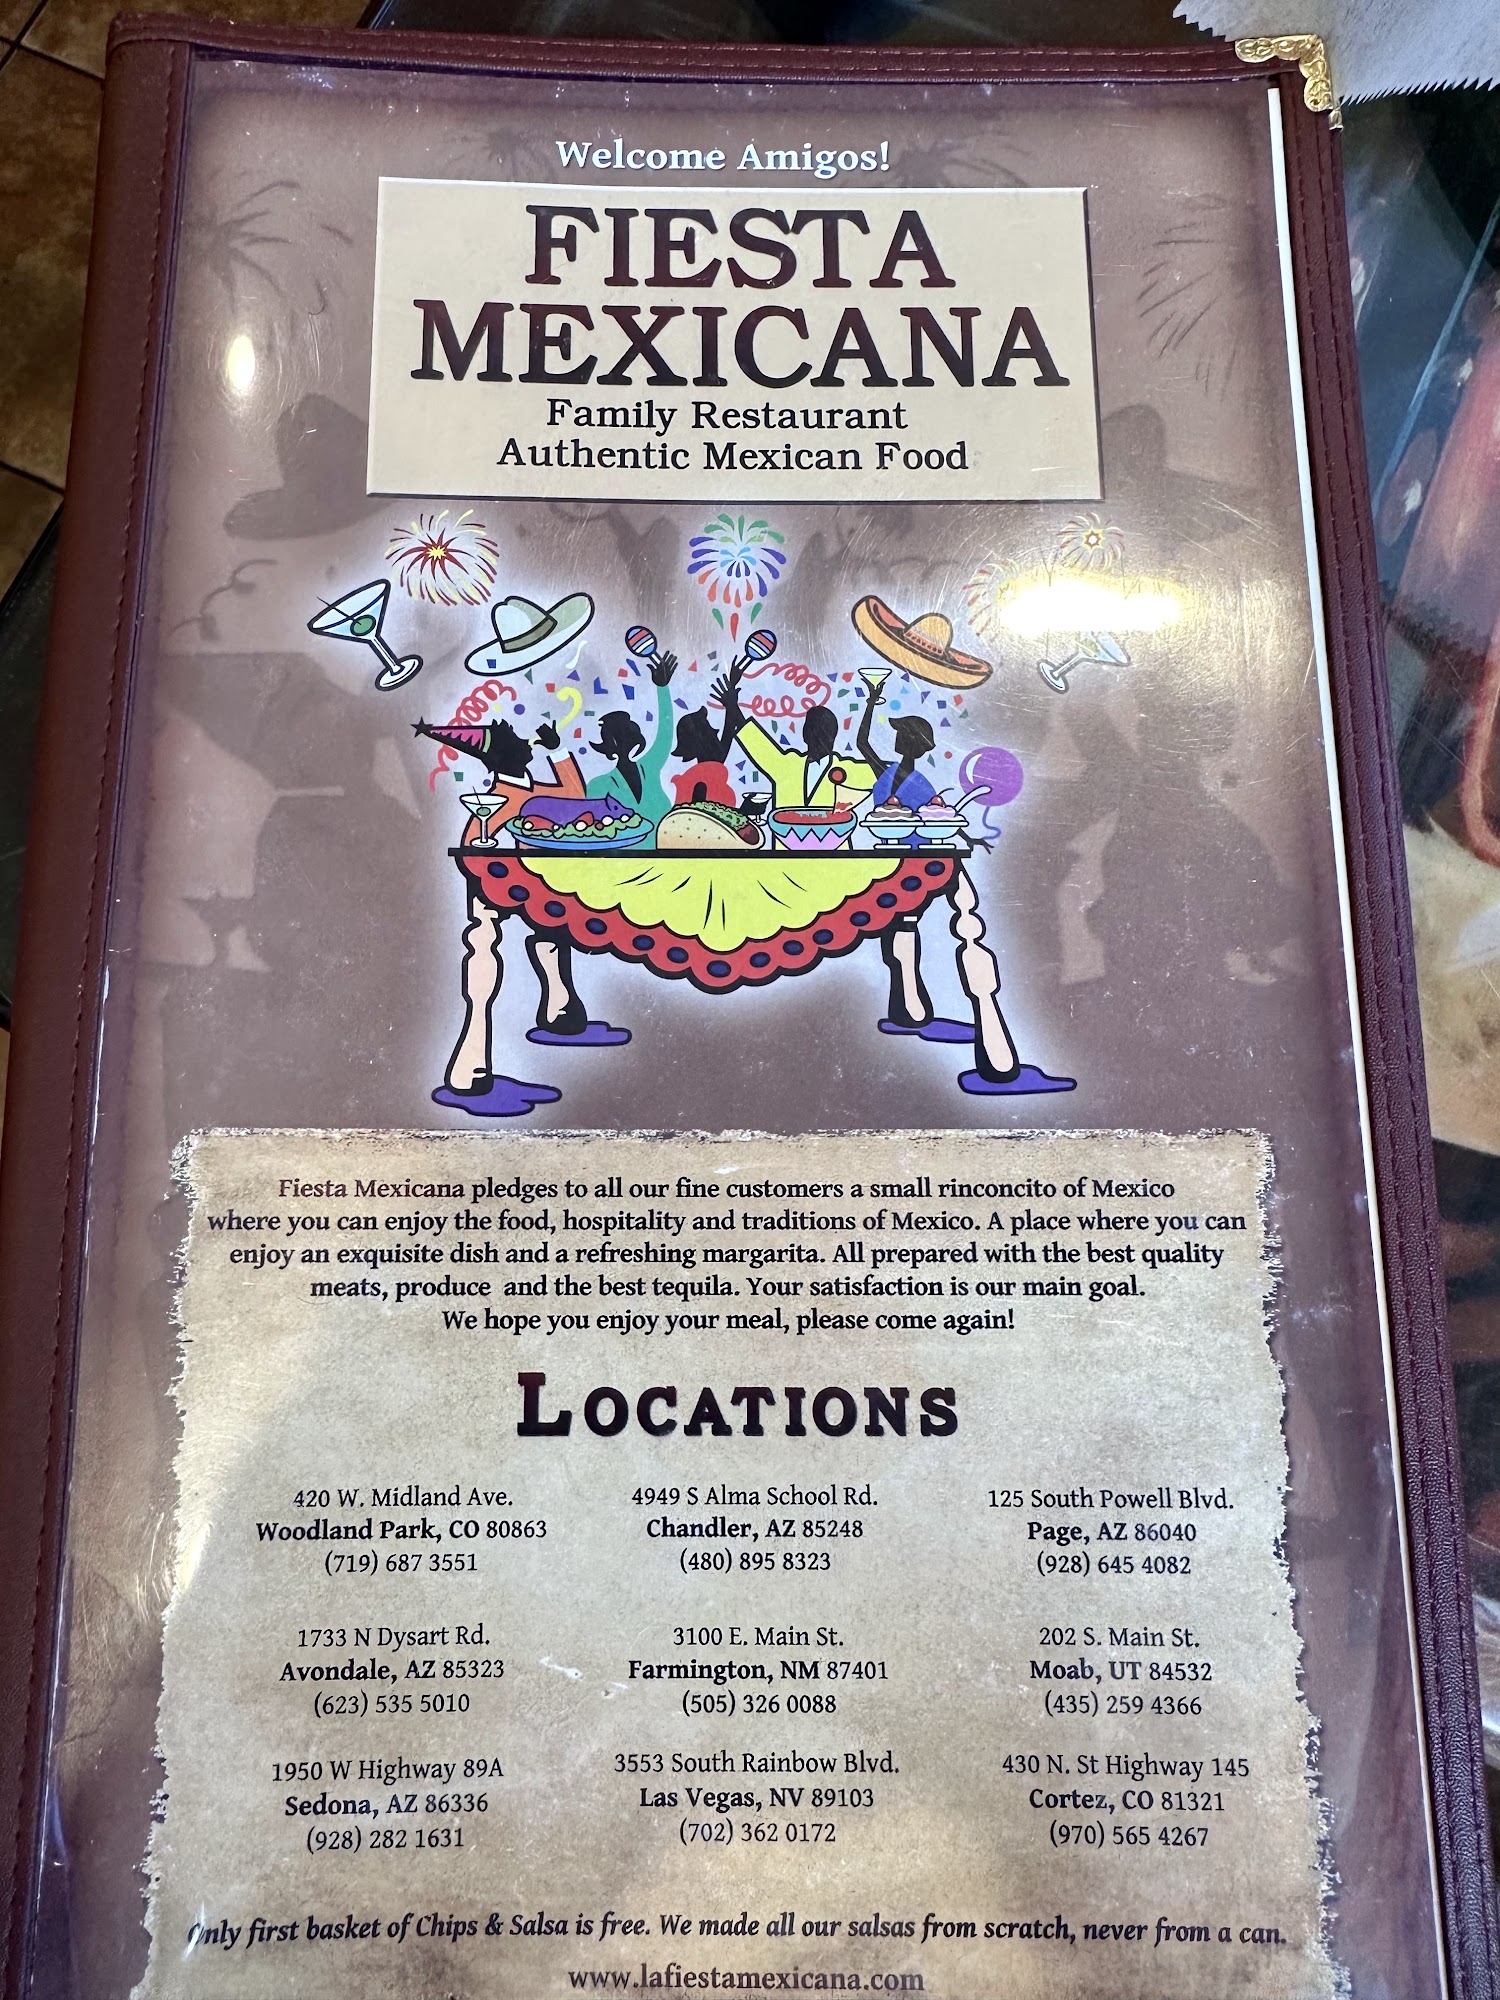 Welcome Amigos!
FIESTA
MEXICANA
Family Restaurant
Authentic Mexican Food
Fiesta Mexicana pledges to all our fine customers a small rinconcito of Mexico
where you can enjoy the food, hospitality and traditions of Mexico. A place where you can
enjoy an exquisite dish and a refreshing margarita. All prepared with the best quality
meats, produce and the best tequila. Your satisfaction is our main goal.
We hope you enjoy your meal, please come again!
LOCATIONS
420 W. Midland Ave.
Woodland Park, CO 80863
(719) 687 3551
4949 S Alma School Rd.
Chandler, AZ 85248
(480) 895 8323
125 South Powell Blvd.
Page, AZ 86040
(928) 645 4082
1733 N Dysart Rd.
Avondale, AZ 85323
(623) 535 5010
3100 E. Main St.
Farmington, NM 87401
(505) 326 0088
202 S. Main St.
Moab, UT 84532
(435) 259 4366
1950 W Highway 89A
Sedona, AZ 86336
(928) 282 1631
3553 South Rainbow Blvd.
Las Vegas, NV 89103
(702) 362 0172
430 N. St Highway 145
Cortez, CO 81321
(970) 565 4267
Only first basket of Chips & Salsa is free. We made all our salsas from scratch, never from a can.
www.lafiestamexicana.com